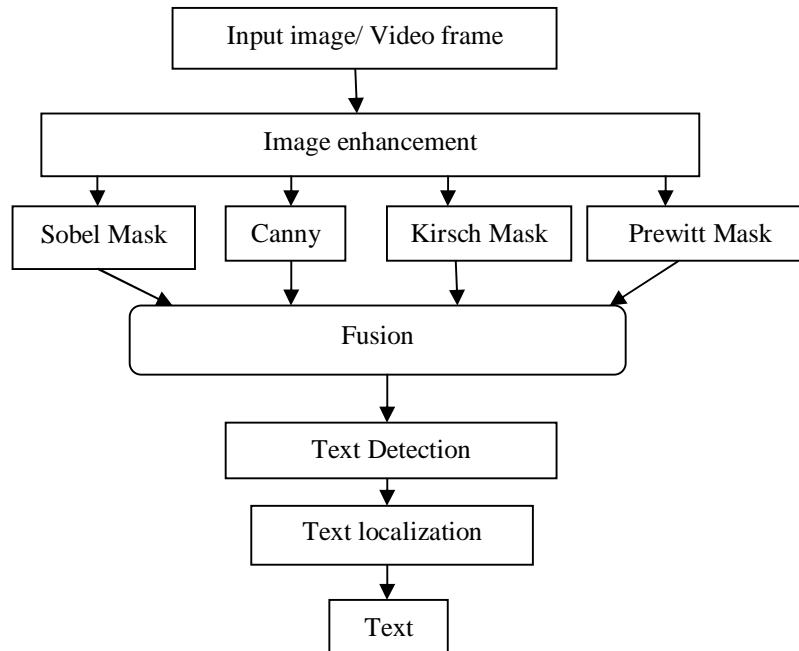 Input image/ Video frame
Image enhancement
Sobel Mask
Canny
Kirsch Mask
Prewitt Mask
Fusion
Text Detection
Text localization
Text